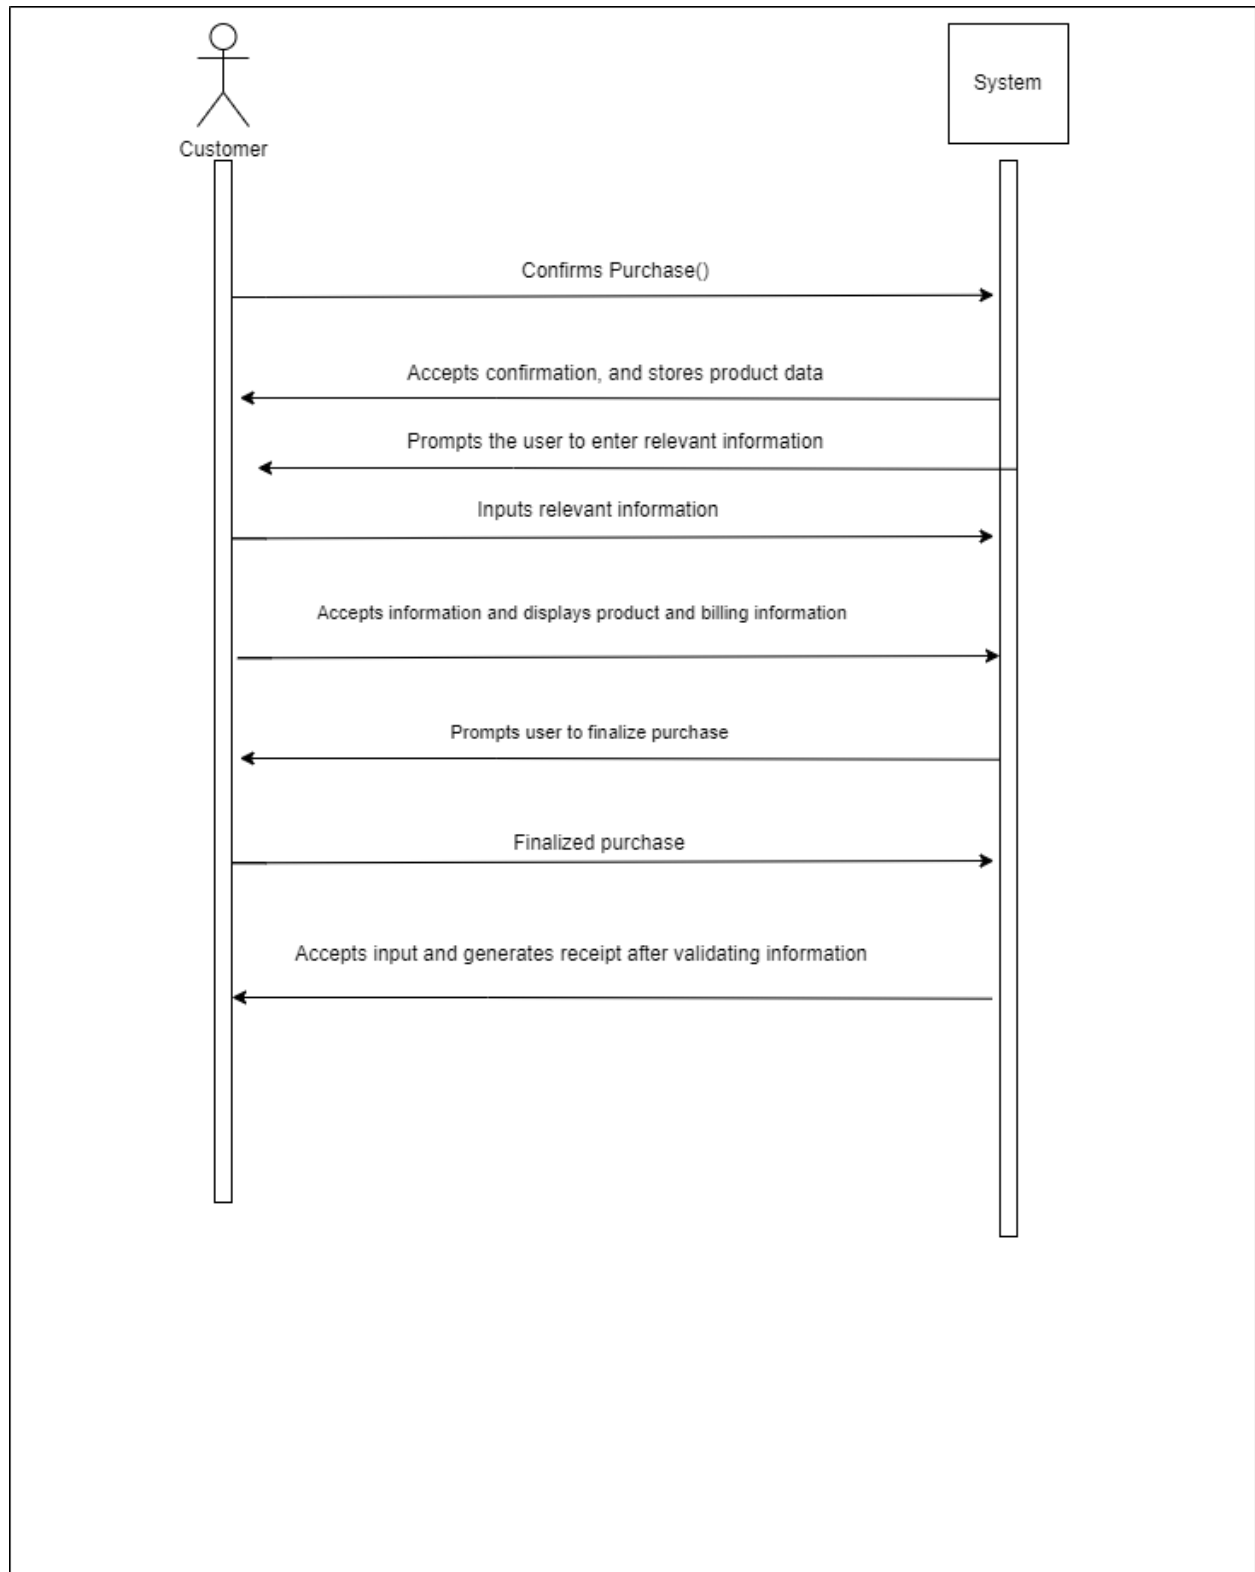 System
Customer
Confirms Purchase()
Accepts confirmation, and stores product data
Prompts the user to enter relevant information
Inputs relevant information
Accepts information and displays product and billing information
Prompts user to finalize purchase
Finalized purchase
Accepts input and generates receipt after validating information